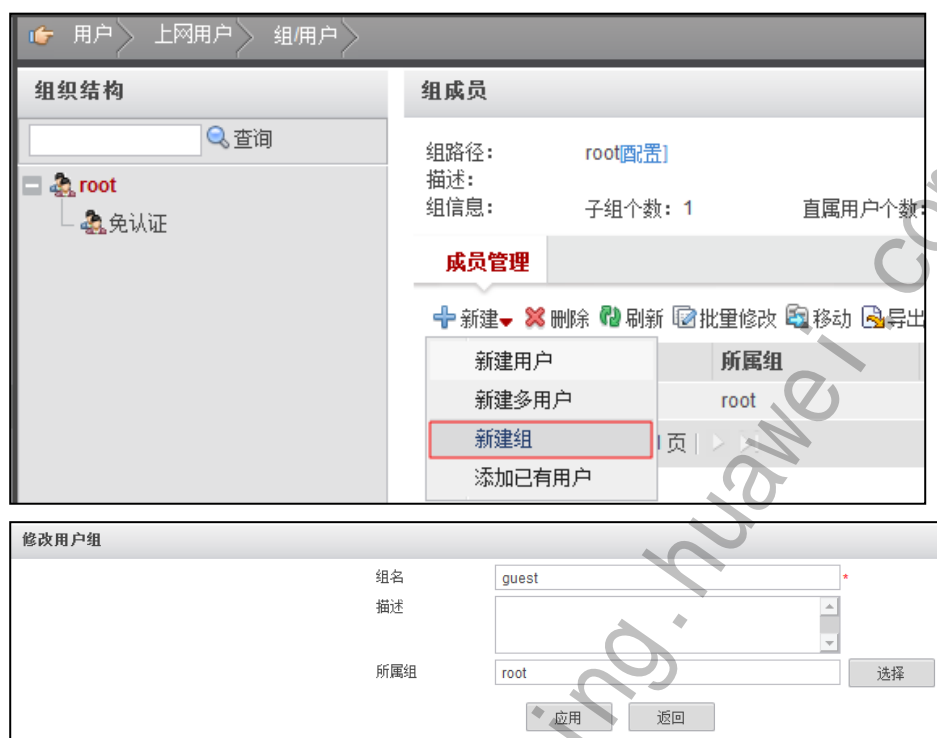 用户 上网用户 组/用户
组织结构
查询
root
免认证
组成员
组路径： root[配置]
描述：
组信息： 子组个数：1 直属用户个数：
成员管理
新建 删除 刷新 批量修改 移动 导出
新建用户
新建多用户
新建组
添加已有用户
所属组
root
页
修改用户组
组名 guest *
描述
所属组 root 选择
应用 返回
ing.huawei.com